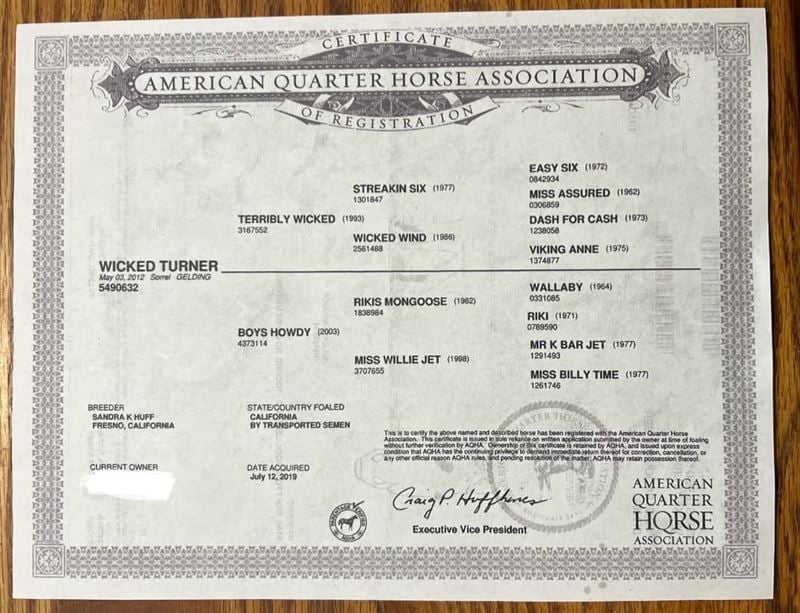 CERTIFICATE
AMERICAN QUARTER HORSE ASSOCIATION
OF REGISTRATION
EASY SIX (1972)
0842934
STREAKIN SIX (1977)
1301847
MISS ASSURED (1962)
0306859
TERRIBLY WICKED (1993)
3167552
DASH FOR CASH (1973)
1238058
WICKED WIND (1986)
2561488
VIKING ANNE (1975)
1374877
WICKED TURNER
May 03, 2012 Sorrel GELDING
5490632
WALLABY (1964)
0331085
RIKIS MONGOOSE (1982)
1838984
RIKI (1971)
0789590
BOYS HOWDY (2003)
4373114
MR K BAR JET (1977)
1291493
MISS WILLIE JET (1998)
3707655
MISS BILLY TIME (1977)
1261746
BREEDER
SANDRA K HUFF
FRESNO, CALIFORNIA
STATE/COUNTRY FOALED
CALIFORNIA
BY TRANSPORTED SEMEN
CURRENT OWNER
DATE ACQUIRED
July 12, 2019
This is to certify the above named and described horse has been registered with the American Quarter Horse
Association. This certificate is issued in sole reliance on written application submitted by the owner at time of foaling
without further verification by AQHA. Ownership of this certificate is retained by AQHA, and issued upon express
condition that AQHA has the continuing privilege to demand immediate return thereof for correction, cancellation, or
any other official reason AQHA rules, and pending resolution of the matter; AQHA may retain possession thereof.
PARENTAGE VERIFIED
AQHA
Craig P. Huffhines
Executive Vice President
AMERICAN
QUARTER
HORSE
ASSOCIATION